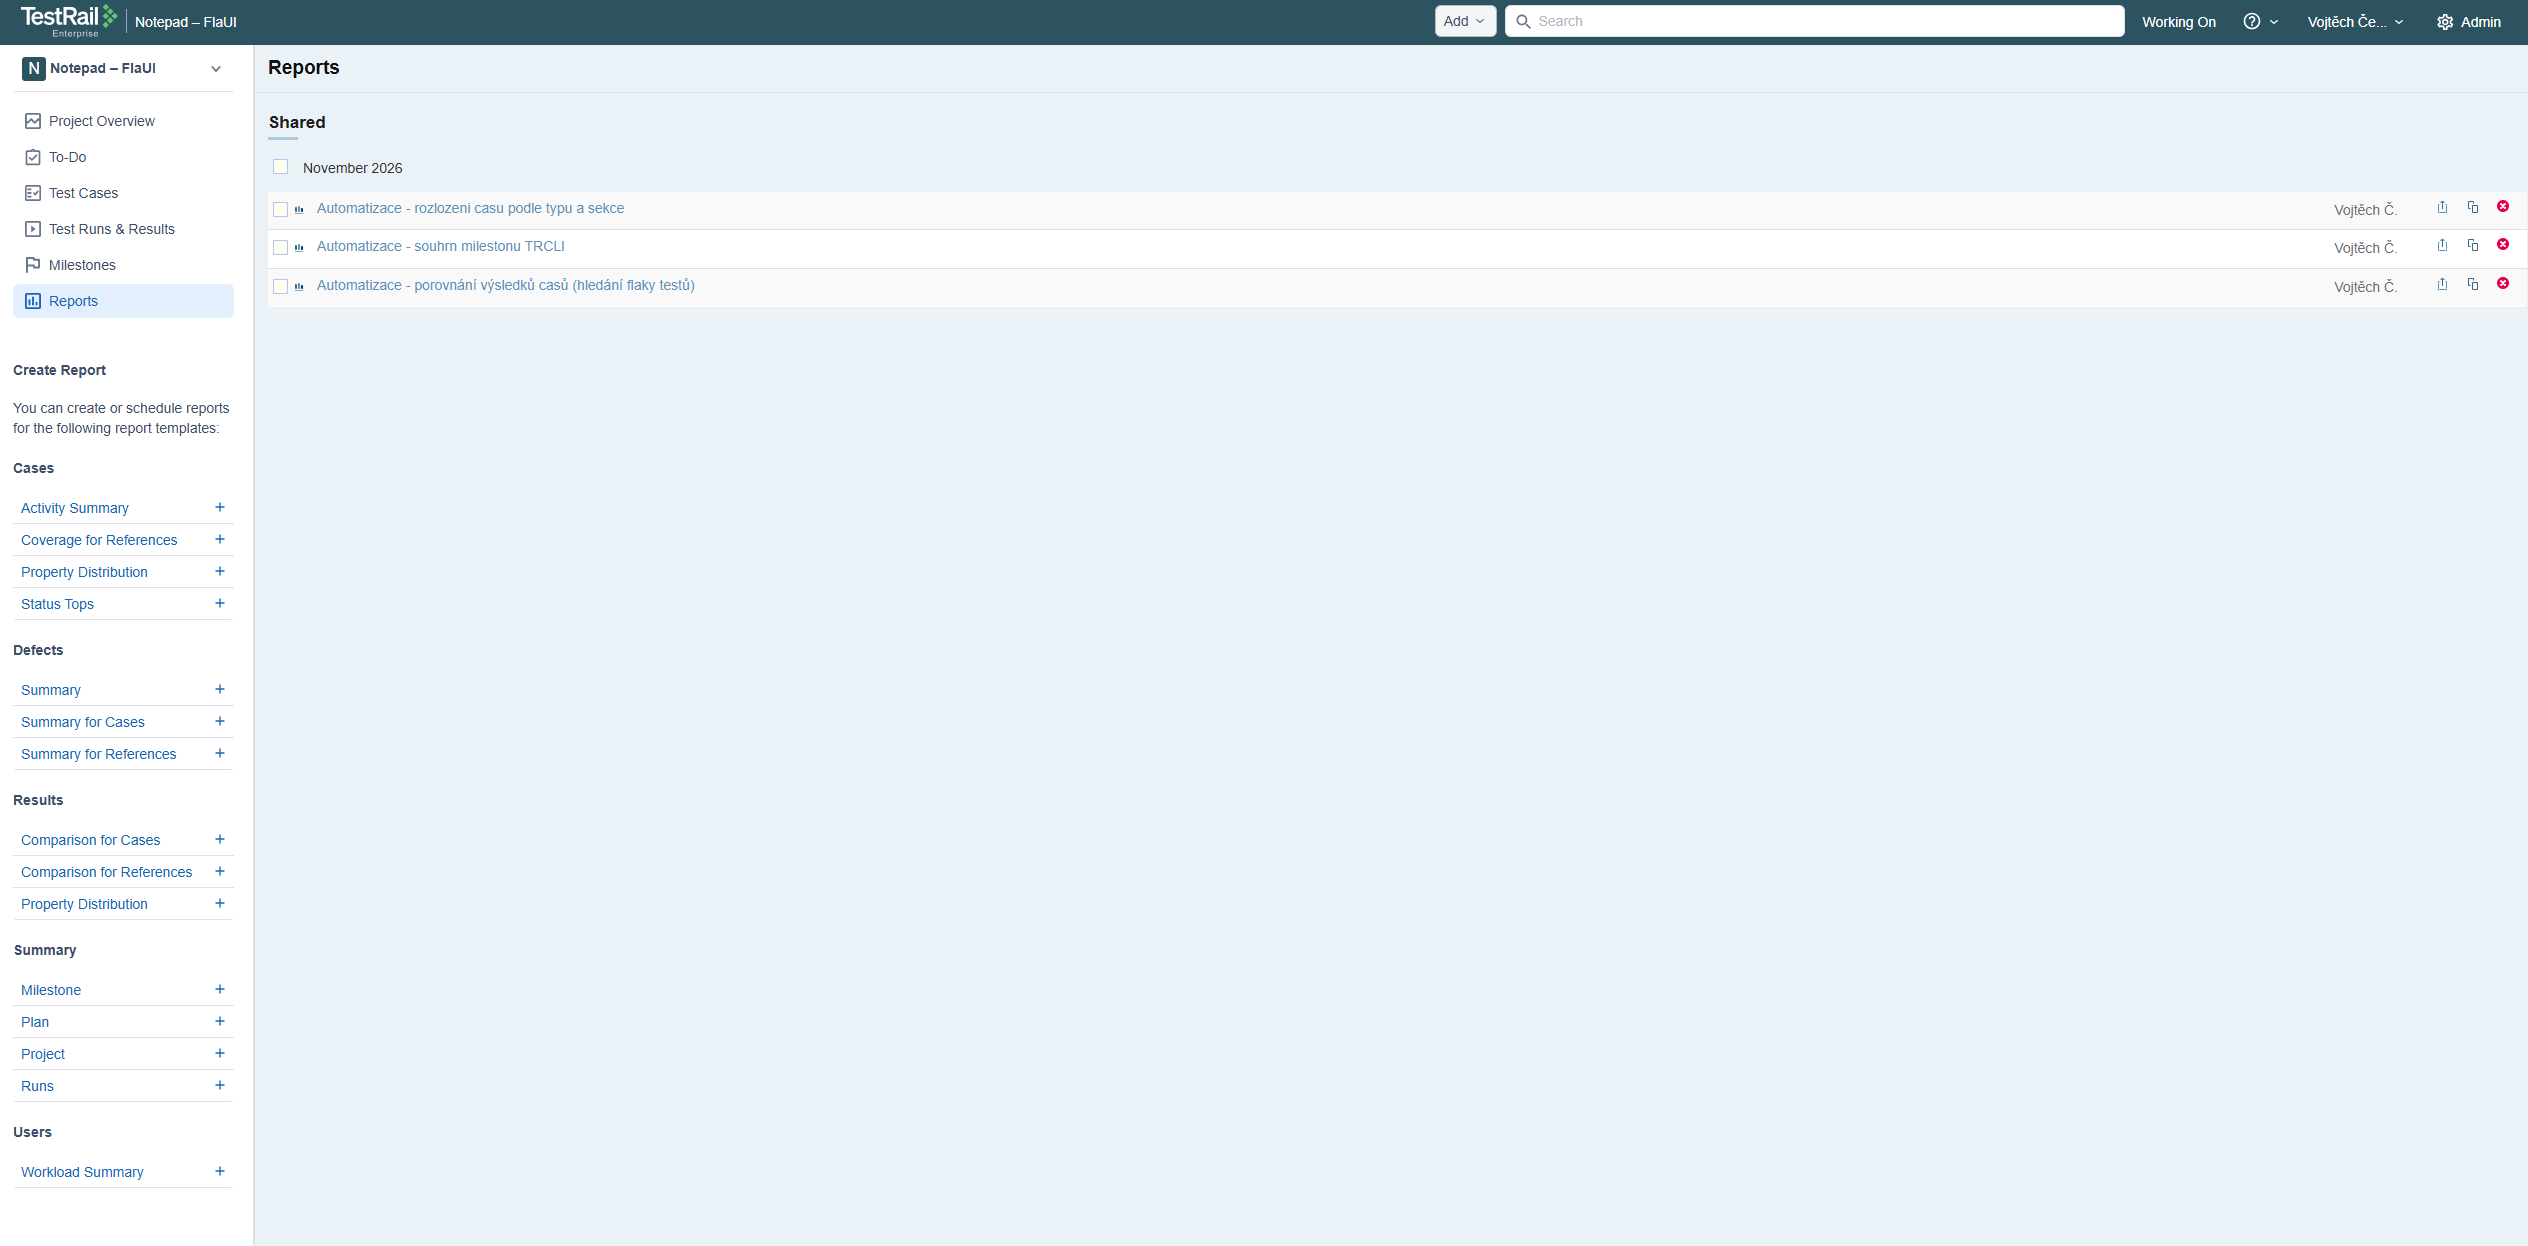 TestRail
Enterprise
Notepad – FlaUI
Add
Search
Working On
Vojtěch Če...
Admin
N Notepad – FlaUI
Project Overview
To-Do
Test Cases
Test Runs & Results
Milestones
Reports
Create Report
You can create or schedule reports
for the following report templates:
Cases
Activity Summary
Coverage for References
Property Distribution
Status Tops
Defects
Summary
Summary for Cases
Summary for References
Results
Comparison for Cases
Comparison for References
Property Distribution
Summary
Milestone
Plan
Project
Runs
Users
Workload Summary
Reports
Shared
November 2026
Automatizace - rozlozeni casu podle typu a sekce Vojtěch Č.
Automatizace - souhrn milestonu TRCLI Vojtěch Č.
Automatizace - porovnání výsledků casů (hledání flaky testů) Vojtěch Č.